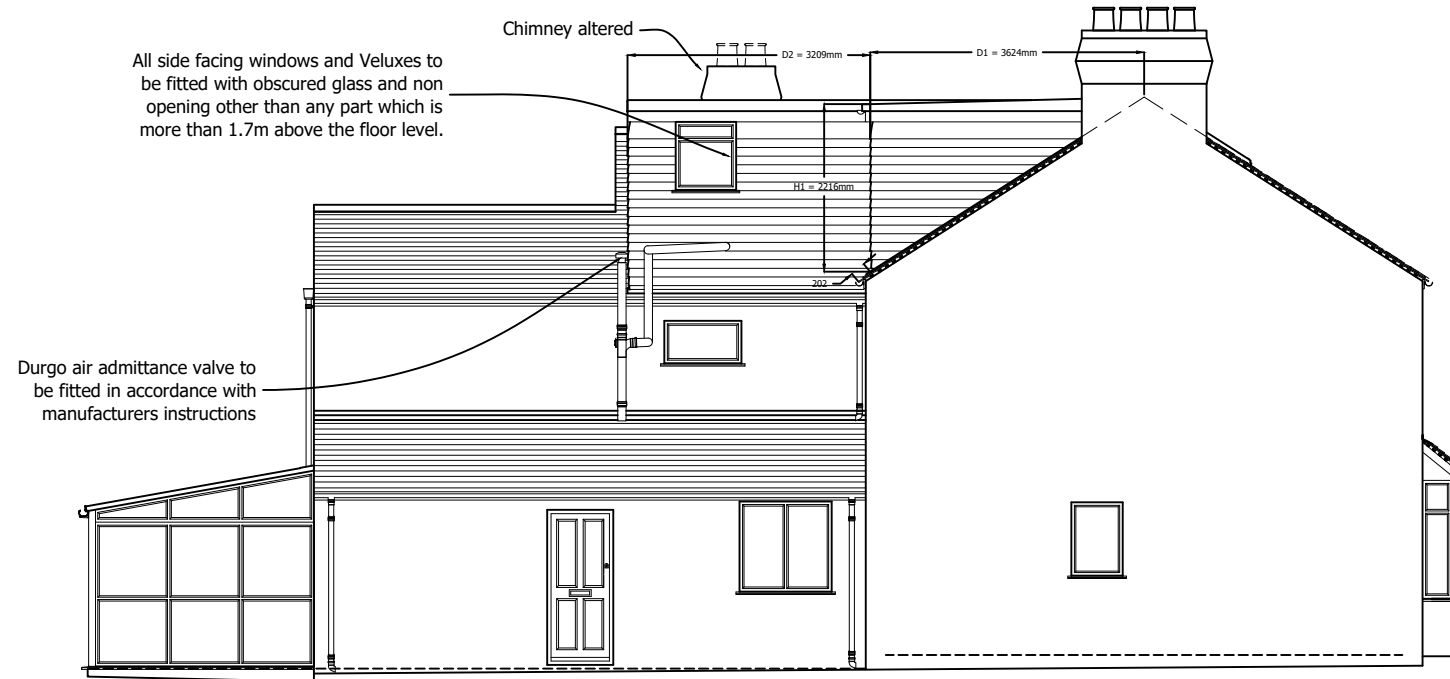 Chimney altered
All side facing windows and Veluxes to
be fitted with obscured glass and non
opening other than any part which is
more than 1.7m above the floor level.
D2 = 3209mm
D1 = 3624mm
H1 = 2216mm
202
Durgo air admittance valve to
be fitted in accordance with
manufacturers instructions